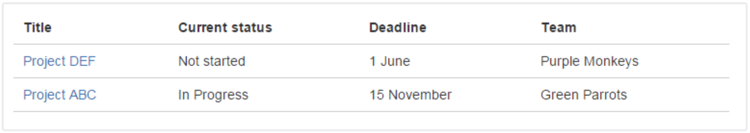 Title Current status Deadline Team
Project DEF Not started 1 June Purple Monkeys
Project ABC In Progress 15 November Green Parrots